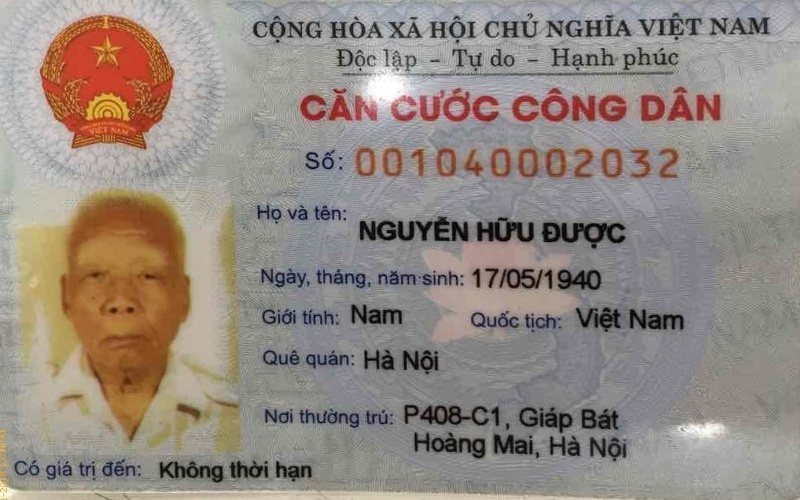 CỘNG HÒA XÃ HỘI CHỦ NGHĨA VIỆT NAM
Độc lập - Tự do - Hạnh phúc
CĂN CƯỚC CÔNG DÂN
Số: 001040002032
Họ và tên: NGUYỄN HỮU ĐƯỢC
Ngày, tháng, năm sinh: 17/05/1940
Giới tính: Nam Quốc tịch: Việt Nam
Quê quán: Hà Nội
Nơi thường trú: P408-C1, Giáp Bát
Hoàng Mai, Hà Nội
Có giá trị đến: Không thời hạn
VIỆT NAM